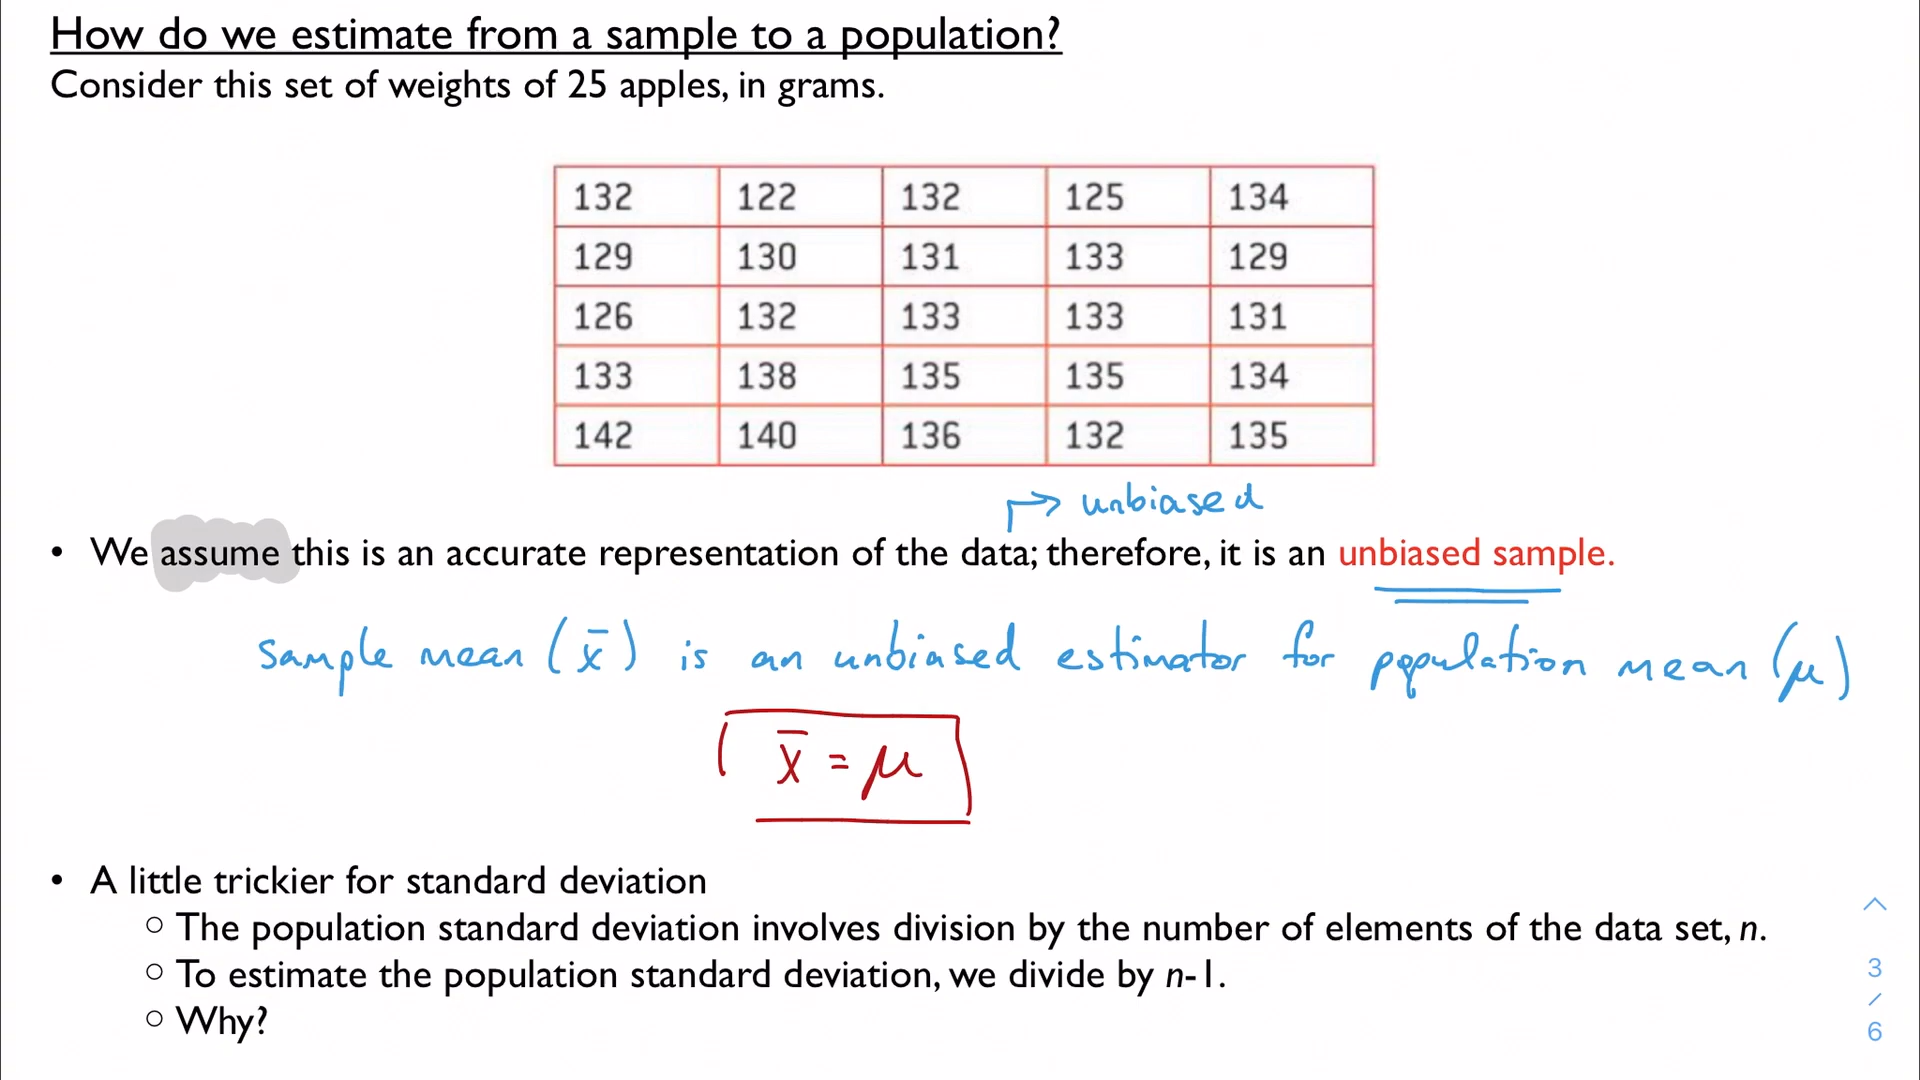 How do we estimate from a sample to a population?
Consider this set of weights of 25 apples, in grams.
132 122 132 125 134
129 130 131 133 129
126 132 133 133 131
133 138 135 135 134
142 140 136 132 135
unbiased
• We assume this is an accurate representation of the data; therefore, it is an unbiased sample.
sample mean (x̄) is an unbiased estimator for population mean (μ)
x̄ = μ
• A little trickier for standard deviation
○ The population standard deviation involves division by the number of elements of the data set, n.
○ To estimate the population standard deviation, we divide by n-1.
○ Why?
3
/
6